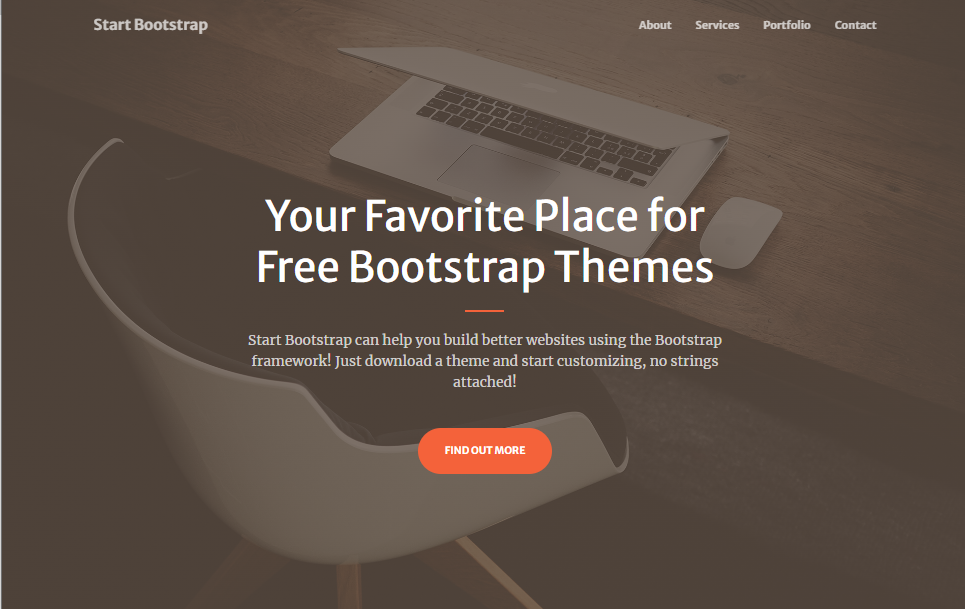 Start Bootstrap
About Services Portfolio Contact
Your Favorite Place for
Free Bootstrap Themes
Start Bootstrap can help you build better websites using the Bootstrap
framework! Just download a theme and start customizing, no strings
attached!
FIND OUT MORE